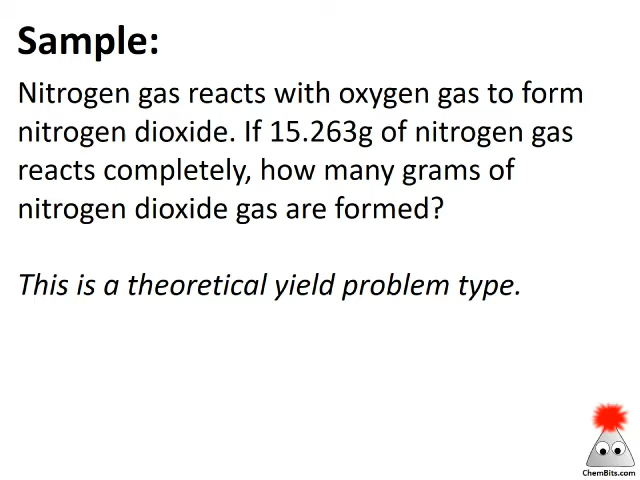 Sample:
Nitrogen gas reacts with oxygen gas to form
nitrogen dioxide. If 15.263g of nitrogen gas
reacts completely, how many grams of
nitrogen dioxide gas are formed?
This is a theoretical yield problem type.
ChemBits.com